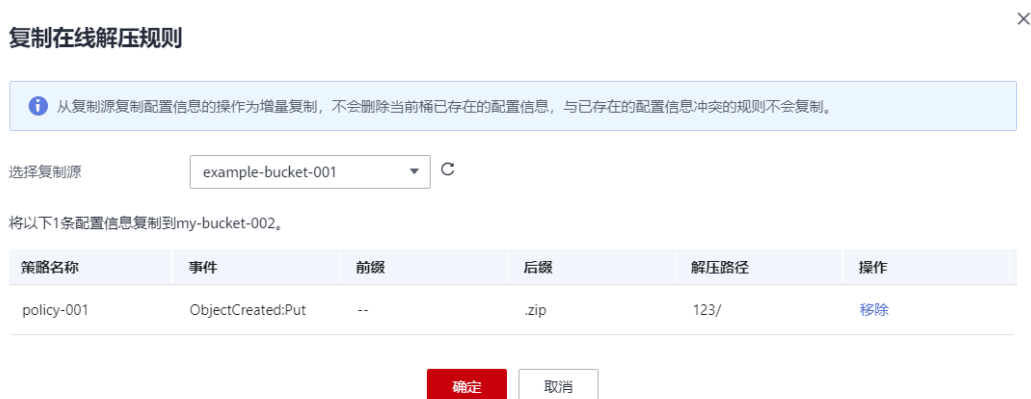 复制在线解压规则
从复制源复制配置信息的操作为增量复制，不会删除当前桶已存在的配置信息，与已存在的配置信息冲突的规则不会复制。
选择复制源 example-bucket-001
将以下1条配置信息复制到my-bucket-002。
策略名称 事件 前缀 后缀 解压路径 操作
policy-001 ObjectCreated:Put -- .zip 123/ 移除
确定 取消